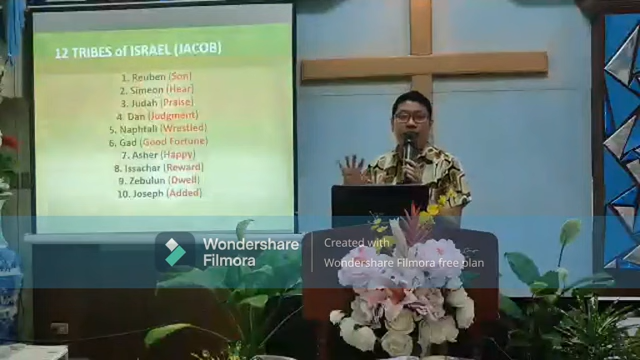 12 TRIBES of ISRAEL (JACOB)
1. Reuben (Son)
2. Simeon (Hear)
3. Judah (Praise)
4. Dan (Judgment)
5. Naphtali (Wrestled)
6. Gad (Good Fortune)
7. Asher (Happy)
8. Issachar (Reward)
9. Zebulun (Dwell)
10. Joseph (Added)
Wondershare
Filmora
Created with
Wondershare Filmora free plan